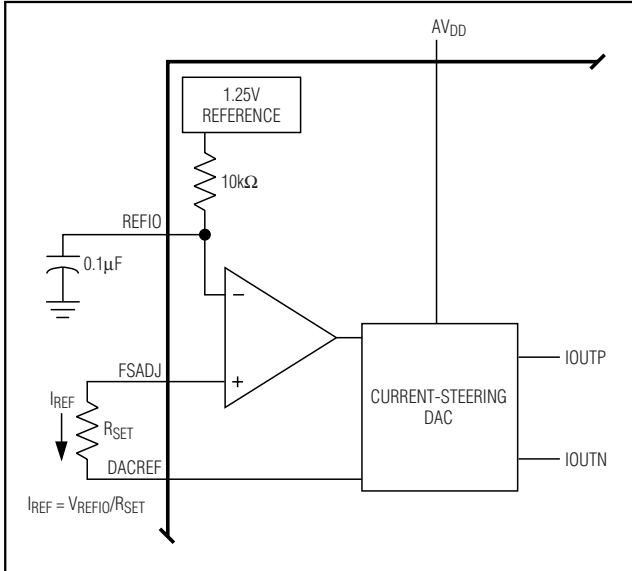 AVDD
1.25V
REFERENCE
10kΩ
REFIO
0.1μF
−
FSADJ
+
IREF
RSET
CURRENT-STEERING
DAC
IOUTP
IOUTN
DACREF
IREF = VREFIO/RSET